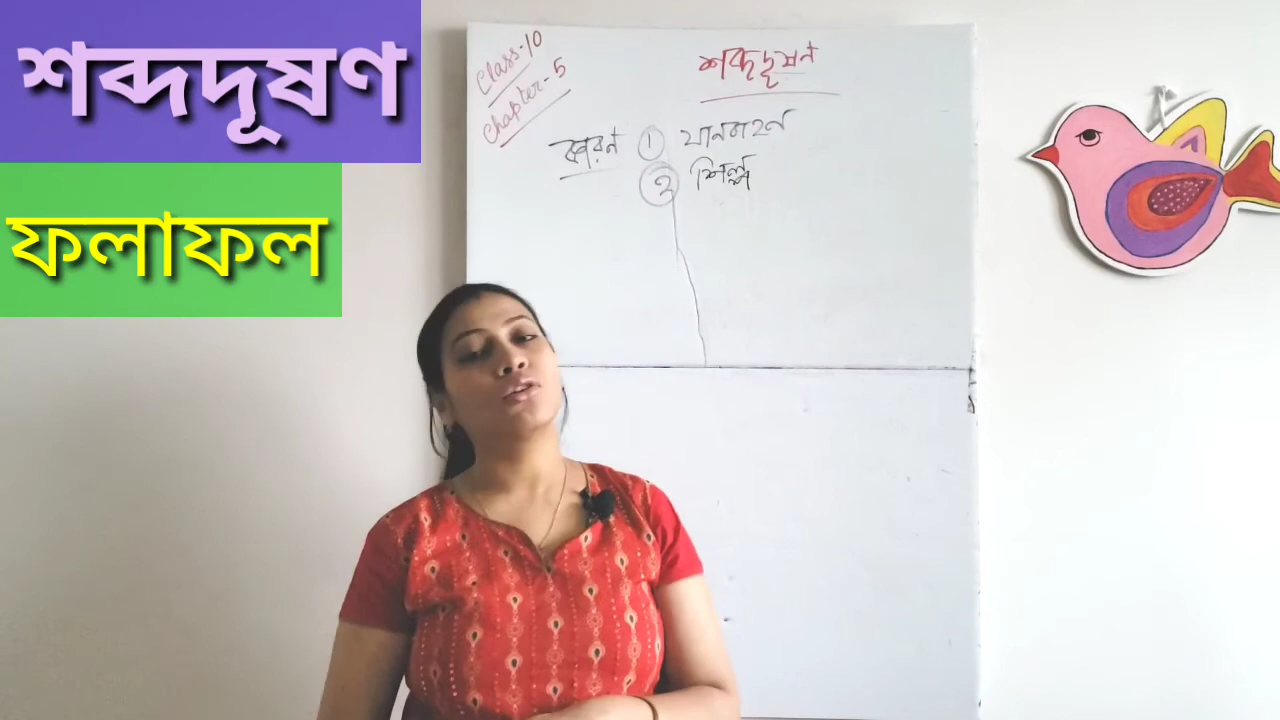 শব্দদূষণ
ফলাফল
Class-10
Chapter-5
শব্দদূষণ
কারণ ① যানবাহন
② শিল্প